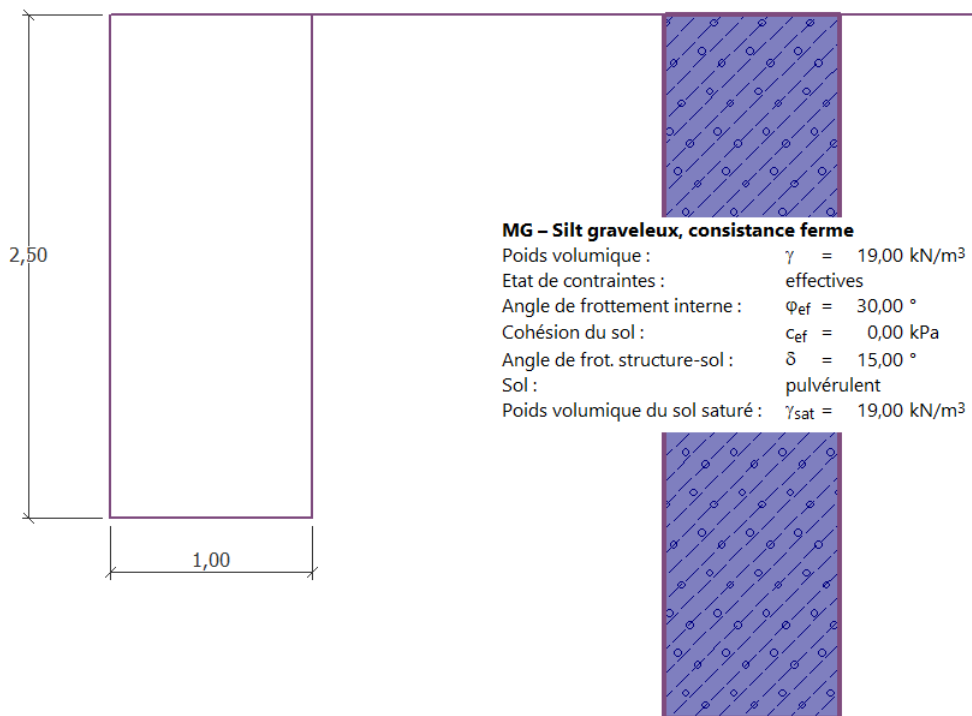 2,50
MG – Silt graveleux, consistance ferme
Poids volumique : γ = 19,00 kN/m³
Etat de contraintes : effectives
Angle de frottement interne : φef = 30,00 °
Cohésion du sol : cef = 0,00 kPa
Angle de frot. structure-sol : δ = 15,00 °
Sol : pulvérulent
Poids volumique du sol saturé : γsat = 19,00 kN/m³
1,00